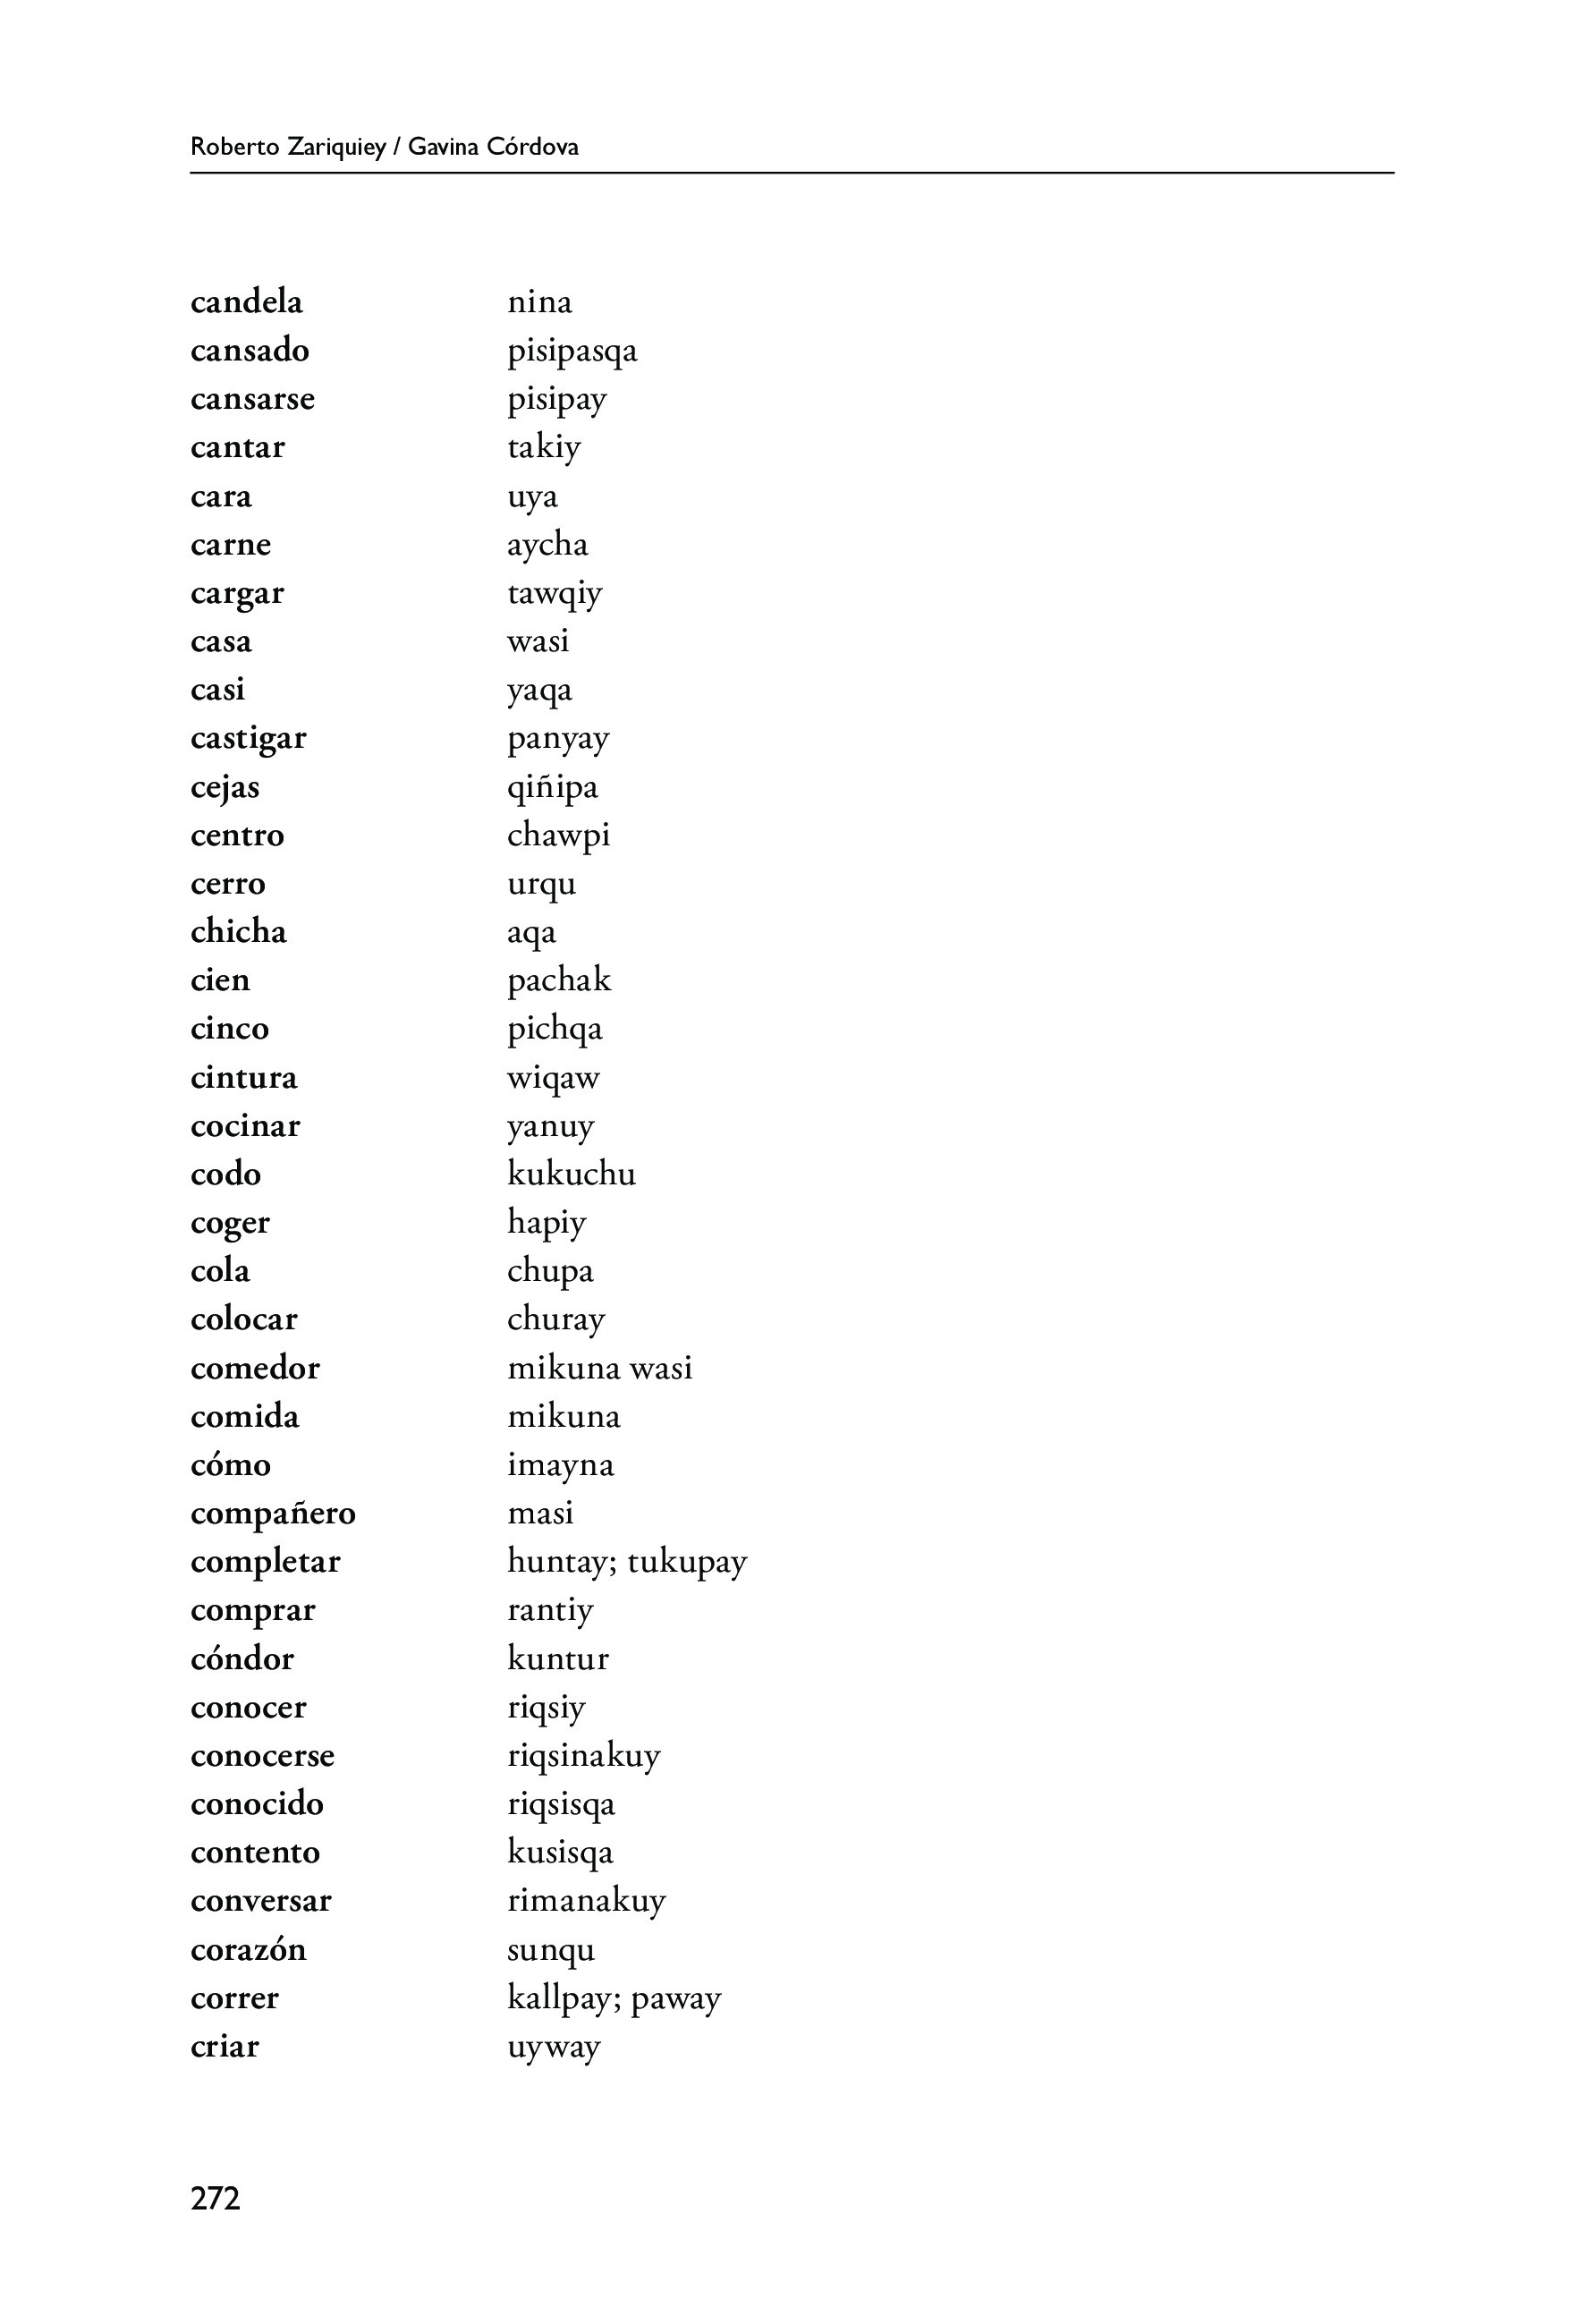 Roberto Zariquiey / Gavina Córdova
candela nina
cansado pisipasqa
cansarse pisipay
cantar takiy
cara uya
carne aycha
cargar tawqiy
casa wasi
casi yaqa
castigar panyay
cejas qiñipa
centro chawpi
cerro urqu
chicha aqa
cien pachak
cinco pichqa
cintura wiqaw
cocinar yanuy
codo kukuchu
coger hapiy
cola chupa
colocar churay
comedor mikuna wasi
comida mikuna
cómo imayna
compañero masi
completar huntay; tukupay
comprar rantiy
cóndor kuntur
conocer riqsiy
conocerse riqsinakuy
conocido riqsisqa
contento kusisqa
conversar rimanakuy
corazón sunqu
correr kallpay; paway
criar uyway
272